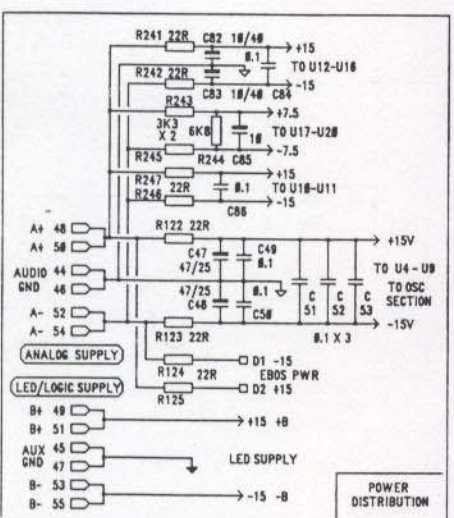 R241 22R C82 10/40
+15
0.1 TO U12-U16
R242 22R
-15
C83 10/40 C84
R243
+7.5
3K3 X 2 6K8 10 TO U17-U20
-7.5
R245 R244 C85
R247
+15
22R 0.1 TO U10-U11
R246
-15
C86
A+ 48
A+ 50
R122 22R
+15V
C47 C49
47/25 0.1
AUDIO GND 44
46
TO U4 - U9
TO OSC SECTION
47/25 0.1
C48 C50
C 51
C 52
C 53
A- 52
A- 54
-15V
R123 22R
0.1 X 3
ANALOG SUPPLY
R124
D1 -15
22R EBOS PWR
D2 +15
R125
LED/LOGIC SUPPLY
B+ 49
B+ 51
+15 +B
AUX GND 45
47
LED SUPPLY
B- 53
B- 55
-15 -B
POWER
DISTRIBUTION